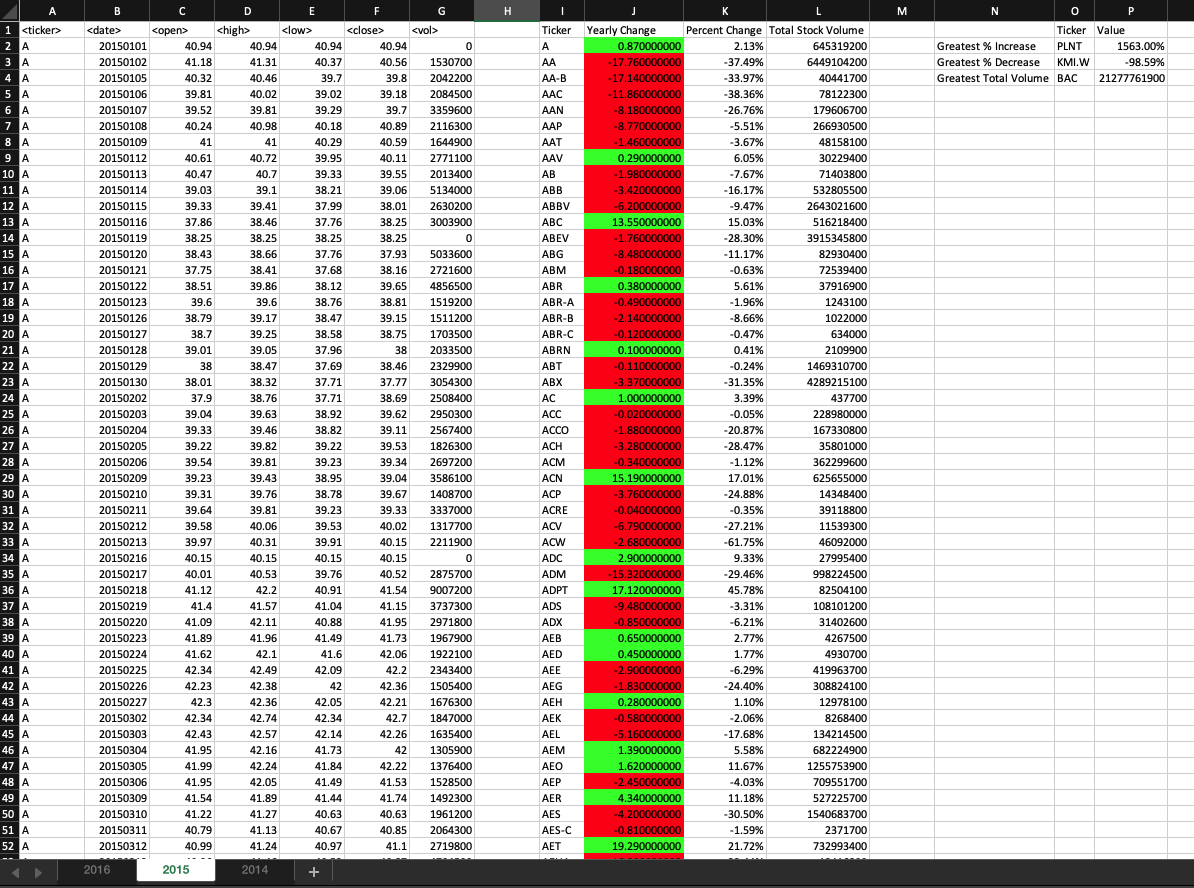 A B C D E F G H I J K L M N O P
1 <ticker> <date> <open> <high> <low> <close> <vol> Ticker Yearly Change Percent Change Total Stock Volume Ticker Value
2 A 20150101 40.94 40.94 40.94 40.94 0 A 0.870000000 2.13% 645319200 Greatest % Increase PLNT 1563.00%
3 A 20150102 41.18 41.31 40.37 40.56 1530700 AA -17.760000000 -37.49% 6449104200 Greatest % Decrease KMI.W -98.59%
4 A 20150105 40.32 40.46 39.7 39.8 2042200 AA-B -17.140000000 -33.97% 40441700 Greatest Total Volume BAC 21277761900
5 A 20150106 39.81 40.02 39.02 39.18 2084500 AAC -11.860000000 -38.36% 78122300
6 A 20150107 39.52 39.81 39.29 39.7 3359600 AAN -8.180000000 -26.76% 179606700
7 A 20150108 40.24 40.98 40.18 40.89 2116300 AAP -8.770000000 -5.51% 266930500
8 A 20150109 41 41 40.29 40.59 1644900 AAT -1.460000000 -3.67% 48158100
9 A 20150112 40.61 40.72 39.95 40.11 2771100 AAV 0.290000000 6.05% 30229400
10 A 20150113 40.47 40.7 39.33 39.55 2013400 AB -1.980000000 -7.67% 71403800
11 A 20150114 39.03 39.1 38.21 39.06 5134000 ABB -3.420000000 -16.17% 532805500
12 A 20150115 39.33 39.41 37.99 38.01 2630200 ABBV -6.200000000 -9.47% 2643021600
13 A 20150116 37.86 38.46 37.76 38.25 3003900 ABC 13.550000000 15.03% 516218400
14 A 20150119 38.25 38.25 38.25 38.25 0 ABEV -1.760000000 -28.30% 3915345800
15 A 20150120 38.43 38.66 37.76 37.93 5033600 ABG -8.480000000 -11.17% 82930400
16 A 20150121 37.75 38.41 37.68 38.16 2721600 ABM -0.180000000 -0.63% 72539400
17 A 20150122 38.51 39.86 38.12 39.65 4856500 ABR 0.380000000 5.61% 37916900
18 A 20150123 39.6 39.6 38.76 38.81 1519200 ABR-A -0.490000000 -1.96% 1243100
19 A 20150126 38.79 39.17 38.47 39.15 1511200 ABR-B -2.140000000 -8.66% 1022000
20 A 20150127 38.7 39.25 38.58 38.75 1703500 ABR-C -0.120000000 -0.47% 634000
21 A 20150128 39.01 39.05 37.96 38 2033500 ABRN 0.100000000 0.41% 2109900
22 A 20150129 38 38.47 37.69 38.46 2329900 ABT -0.110000000 -0.24% 1469310700
23 A 20150130 38.01 38.32 37.71 37.77 3054300 ABX -3.370000000 -31.35% 4289215100
24 A 20150202 37.9 38.76 37.71 38.69 2508400 AC 1.000000000 3.39% 437700
25 A 20150203 39.04 39.63 38.92 39.62 2950300 ACC -0.020000000 -0.05% 228980000
26 A 20150204 39.33 39.46 38.82 39.11 2567400 ACCO -1.880000000 -20.87% 167330800
27 A 20150205 39.22 39.82 39.22 39.53 1826300 ACH -3.280000000 -28.47% 35801000
28 A 20150206 39.54 39.81 39.23 39.34 2697200 ACM -0.340000000 -1.12% 362299600
29 A 20150209 39.23 39.43 38.95 39.04 3586100 ACN 15.190000000 17.01% 625655000
30 A 20150210 39.31 39.76 38.78 39.67 1408700 ACP -3.760000000 -24.88% 14348400
31 A 20150211 39.64 39.81 39.23 39.33 3337000 ACRE -0.040000000 -0.35% 39118800
32 A 20150212 39.58 40.06 39.53 40.02 1317700 ACV -6.790000000 -27.21% 11539300
33 A 20150213 39.97 40.31 39.91 40.15 2211900 ACW -2.680000000 -61.75% 46092000
34 A 20150216 40.15 40.15 40.15 40.15 0 ADC 2.900000000 9.33% 27995400
35 A 20150217 40.01 40.53 39.76 40.52 2875700 ADM -15.320000000 -29.46% 998224500
36 A 20150218 41.12 42.2 40.91 41.54 9007200 ADPT 17.120000000 45.78% 82504100
37 A 20150219 41.4 41.57 41.04 41.15 3737300 ADS -9.480000000 -3.31% 108101200
38 A 20150220 41.09 42.11 40.88 41.95 2971800 ADX -0.850000000 -6.21% 31402600
39 A 20150223 41.89 41.96 41.49 41.73 1967900 AEB 0.650000000 2.77% 4267500
40 A 20150224 41.62 42.1 41.6 42.06 1922100 AED 0.450000000 1.77% 4930700
41 A 20150225 42.34 42.49 42.09 42.2 2343400 AEE -2.900000000 -6.29% 419963700
42 A 20150226 42.23 42.38 42 42.36 1505400 AEG -1.830000000 -24.40% 308824100
43 A 20150227 42.3 42.36 42.05 42.21 1676300 AEH 0.280000000 1.10% 12978100
44 A 20150302 42.34 42.74 42.34 42.7 1847000 AEK -0.580000000 -2.06% 8268400
45 A 20150303 42.43 42.57 42.14 42.26 1635400 AEL -5.160000000 -17.68% 134214500
46 A 20150304 41.95 42.16 41.73 42 1305900 AEM 1.390000000 5.58% 682224900
47 A 20150305 41.99 42.24 41.84 42.22 1376400 AEO 1.620000000 11.67% 1255753900
48 A 20150306 41.95 42.05 41.49 41.53 1528500 AEP -2.450000000 -4.03% 709551700
49 A 20150309 41.54 41.89 41.44 41.74 1492300 AER 4.340000000 11.18% 527225700
50 A 20150310 41.22 41.27 40.63 40.63 1961200 AES -4.200000000 -30.50% 1540683700
51 A 20150311 40.79 41.13 40.67 40.85 2064300 AES-C -0.810000000 -1.59% 2371700
52 A 20150312 40.99 41.24 40.97 41.1 2719800 AET 19.290000000 21.72% 732993400
2016 2015 2014 +